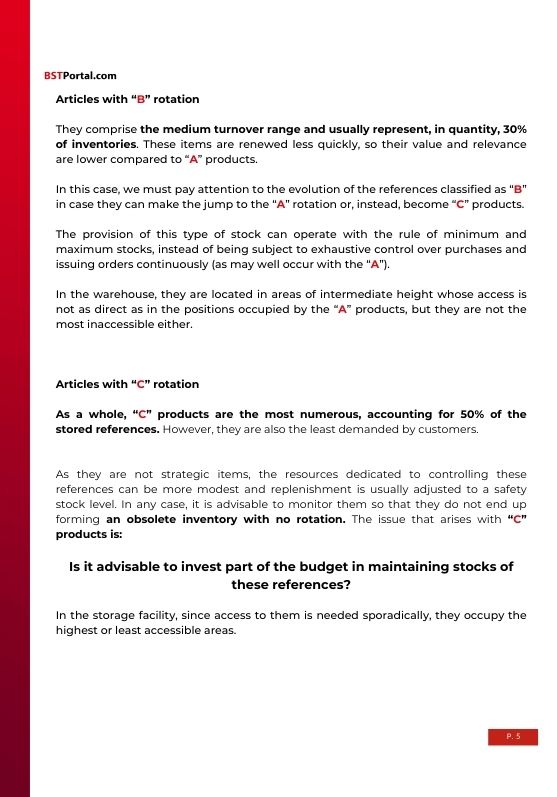 BSTPortal.com
Articles with “B” rotation
They comprise the medium turnover range and usually represent, in quantity, 30%
of inventories. These items are renewed less quickly, so their value and relevance
are lower compared to “A” products.
In this case, we must pay attention to the evolution of the references classified as “B”
in case they can make the jump to the “A” rotation or, instead, become “C” products.
The provision of this type of stock can operate with the rule of minimum and
maximum stocks, instead of being subject to exhaustive control over purchases and
issuing orders continuously (as may well occur with the “A”).
In the warehouse, they are located in areas of intermediate height whose access is
not as direct as in the positions occupied by the “A” products, but they are not the
most inaccessible either.
Articles with “C” rotation
As a whole, “C” products are the most numerous, accounting for 50% of the
stored references. However, they are also the least demanded by customers.
As they are not strategic items, the resources dedicated to controlling these
references can be more modest and replenishment is usually adjusted to a safety
stock level. In any case, it is advisable to monitor them so that they do not end up
forming an obsolete inventory with no rotation. The issue that arises with “C”
products is:
Is it advisable to invest part of the budget in maintaining stocks of
these references?
In the storage facility, since access to them is needed sporadically, they occupy the
highest or least accessible areas.
P. 5